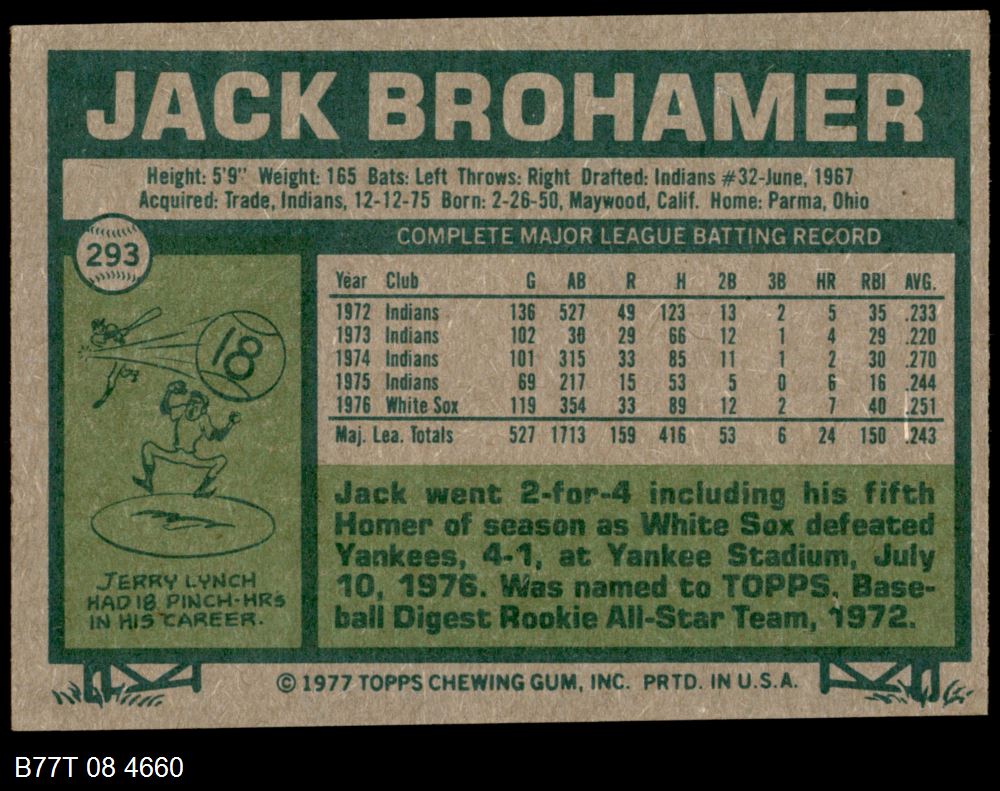 JACK BROHAMER
Height: 5'9" Weight: 165 Bats: Left Throws: Right Drafted: Indians #32-June, 1967
Acquired: Trade, Indians, 12-12-75 Born: 2-26-50, Maywood, Calif. Home: Parma, Ohio
293
COMPLETE MAJOR LEAGUE BATTING RECORD
Year Club G AB R H 2B 3B HR RBI AVG.
1972 Indians 136 527 49 123 13 2 5 35 .233
1973 Indians 102 30 29 66 12 1 4 29 .220
1974 Indians 101 315 33 85 11 1 2 30 .270
1975 Indians 69 217 15 53 5 0 6 16 .244
1976 White Sox 119 354 33 89 12 2 7 40 .251
Maj. Lea. Totals 527 1713 159 416 53 6 24 150 .243
18
JERRY LYNCH
HAD 18 PINCH-HRS
IN HIS CAREER.
Jack went 2-for-4 including his fifth
Homer of season as White Sox defeated
Yankees, 4-1, at Yankee Stadium, July
10, 1976. Was named to TOPPS, Base-
ball Digest Rookie All-Star Team, 1972.
© 1977 TOPPS CHEWING GUM, INC. PRTD. IN U.S.A.
B77T 08 4660